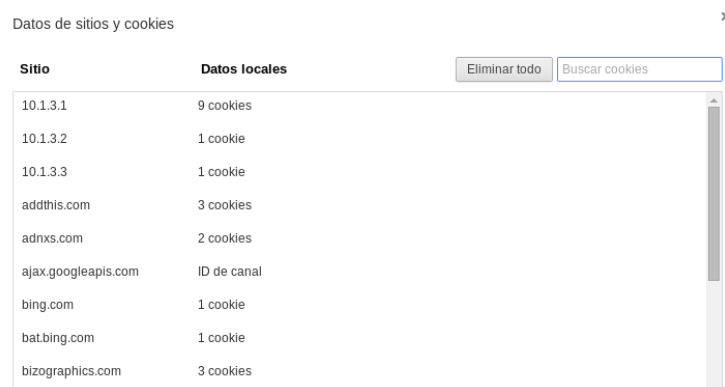 Datos de sitios y cookies
Sitio Datos locales Eliminar todo Buscar cookies
10.1.3.1 9 cookies
10.1.3.2 1 cookie
10.1.3.3 1 cookie
addthis.com 3 cookies
adnxs.com 2 cookies
ajax.googleapis.com ID de canal
bing.com 1 cookie
bat.bing.com 1 cookie
bizographics.com 3 cookies